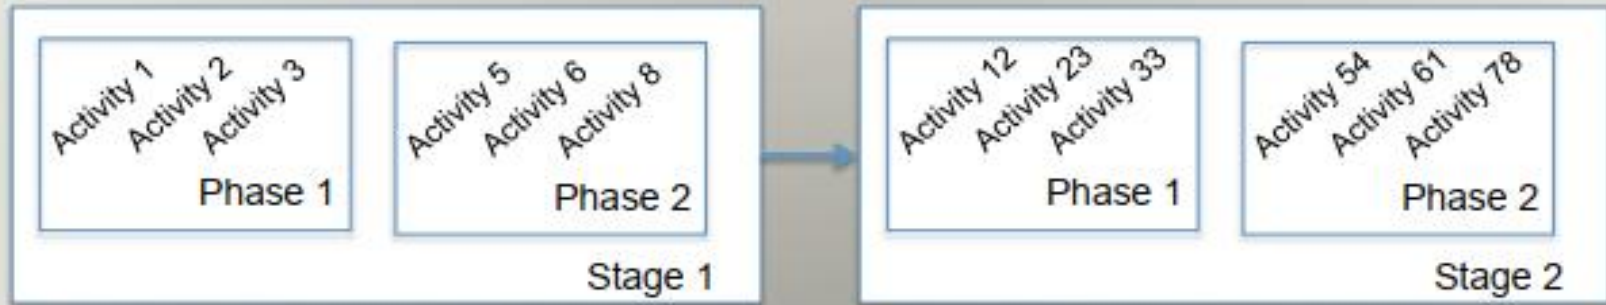 Activity 1
Activity 2
Activity 3
Phase 1
Activity 5
Activity 6
Activity 8
Phase 2
Stage 1
Activity 12
Activity 23
Activity 33
Phase 1
Activity 54
Activity 61
Activity 78
Phase 2
Stage 2